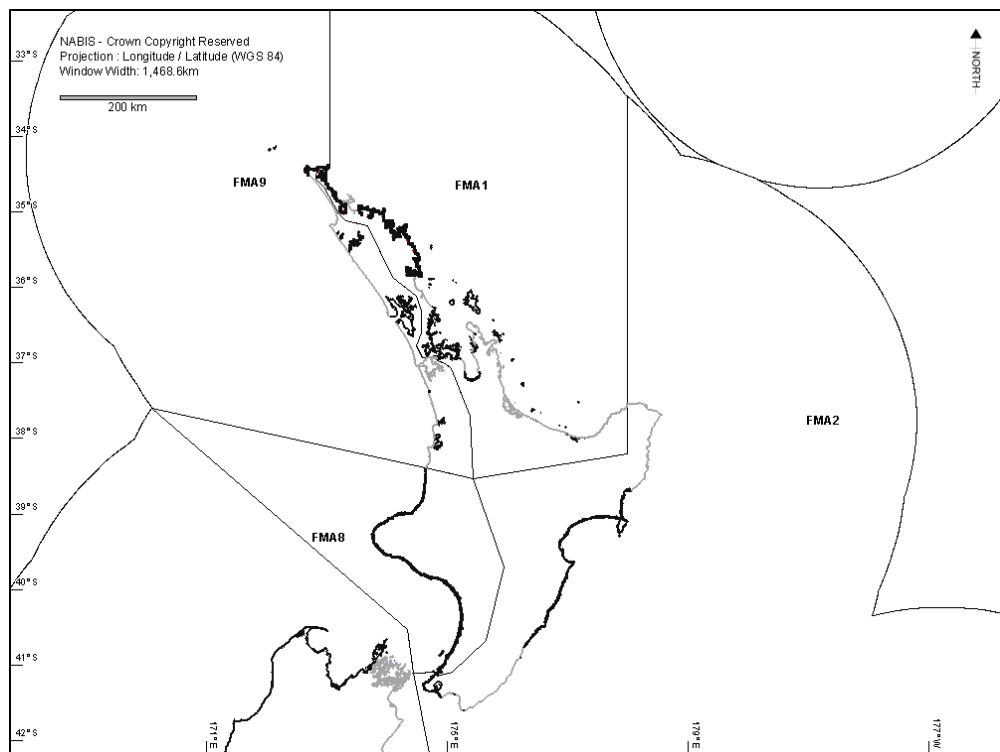 NABIS - Crown Copyright Reserved
Projection : Longitude / Latitude (WGS 84)
Window Width: 1,468.6km
200 km
NORTH
33° S
34° S
35° S
36° S
37° S
38° S
39° S
40° S
41° S
42° S
FMA9
FMA1
FMA2
FMA8
171° E
175° E
179° E
177° W